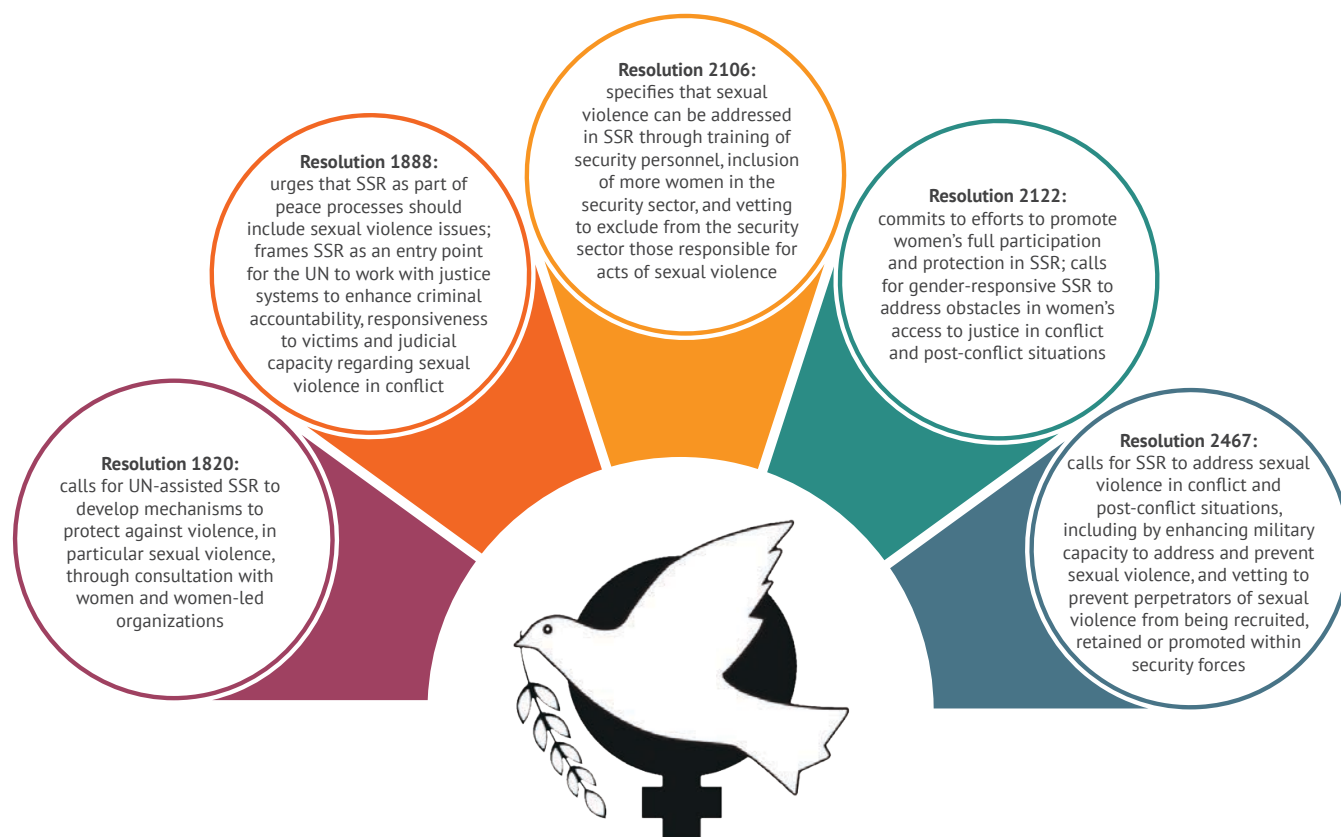 Resolution 1820:
calls for UN-assisted SSR to
develop mechanisms to
protect against violence, in
particular sexual violence,
through consultation with
women and women-led
organizations
Resolution 1888:
urges that SSR as part of
peace processes should
include sexual violence issues;
frames SSR as an entry point
for the UN to work with justice
systems to enhance criminal
accountability, responsiveness
to victims and judicial
capacity regarding sexual
violence in conflict
Resolution 2106:
specifies that sexual
violence can be addressed
in SSR through training of
security personnel, inclusion
of more women in the
security sector, and vetting
to exclude from the security
sector those responsible for
acts of sexual violence
Resolution 2122:
commits to efforts to promote
women’s full participation
and protection in SSR; calls
for gender-responsive SSR to
address obstacles in women’s
access to justice in conflict
and post-conflict situations
Resolution 2467:
calls for SSR to address sexual
violence in conflict and
post-conflict situations,
including by enhancing military
capacity to address and prevent
sexual violence, and vetting to
prevent perpetrators of sexual
violence from being recruited,
retained or promoted within
security forces